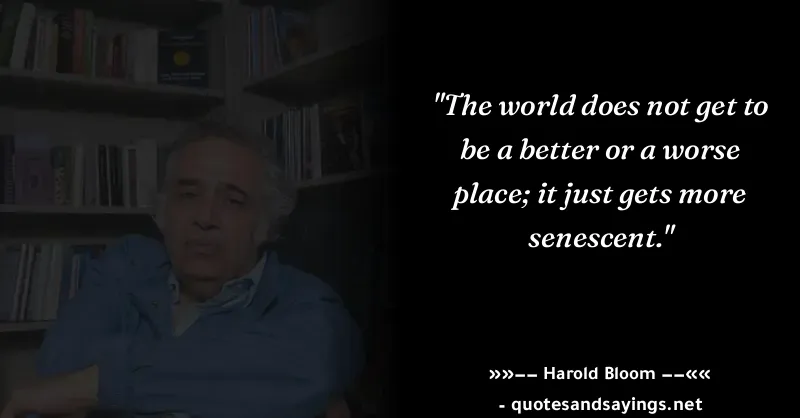 "The world does not get to
be a better or a worse
place; it just gets more
senescent."
»»−− Harold Bloom −−««
- quotesandsayings.net